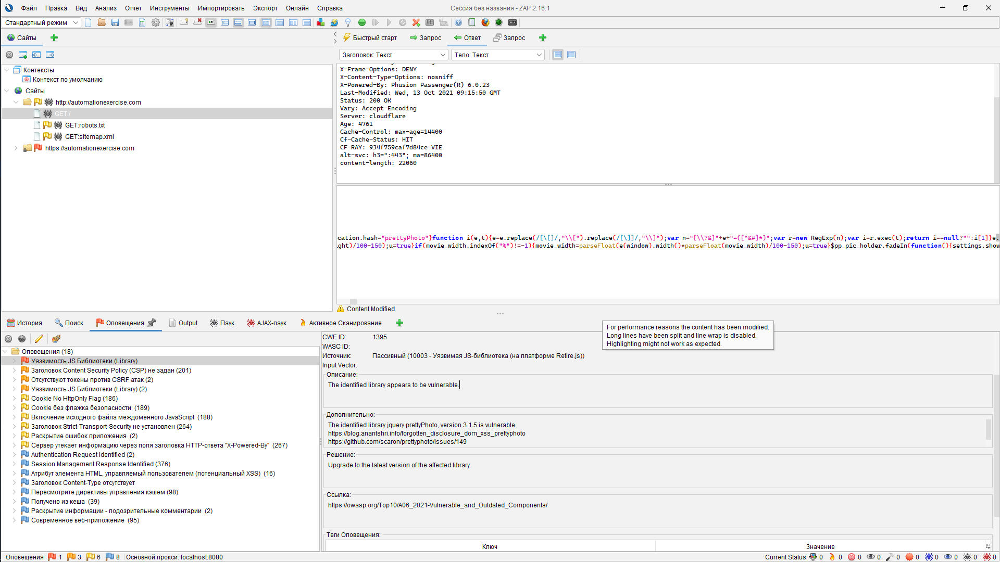 Файл Правка Вид Анализ Отчет Инструменты Импортировать Экспорт Онлайн Справка
Сессия без названия - ZAP 2.16.1
Стандартный режим
Сайты
Быстрый старт Запрос Ответ Запрос
Заголовок: Текст Тело: Текст
Контексты
Контекст по умолчанию
Сайты
http://automationexercise.com
GET:/
GET:robots.txt
GET:sitemap.xml
https://automationexercise.com
X-Frame-Options: DENY
X-Content-Type-Options: nosniff
X-Powered-By: Phusion Passenger(R) 6.0.23
Last-Modified: Wed, 13 Oct 2021 09:15:50 GMT
Status: 200 OK
Vary: Accept-Encoding
Server: cloudflare
Age: 4761
Cache-Control: max-age=14400
Cf-Cache-Status: HIT
CF-RAY: 934f759caf7d84ce-VIE
alt-svc: h3=":443"; ma=86400
content-length: 22060
ocation.hash="prettyPhoto"}function i(e,t){e=e.replace(/[\[]/,"\\[").replace(/[\]]/,"\\]");var n="[\\?&]"+e+"=([^&#]*)";var r=new RegExp(n);var i=r.exec(t);return i==null?"":i[1]}e.
ight)/100-150);u=true}if(movie_width.indexOf("%")!=-1){movie_width=parseFloat(e(window).width()*parseFloat(movie_width)/100-150);u=true}$pp_pic_holder.fadeIn(function(){settings.show
Content Modified
История Поиск Оповещения Output Паук AJAX-паук Активное Сканирование
For performance reasons the content has been modified.
Long lines have been split and line wrap is disabled.
Highlighting might not work as expected.
Оповещения (18)
Уязвимость JS Библиотеки (Library)
Заголовок Content Security Policy (CSP) не задан (201)
Отсутствуют токены против CSRF атак (2)
Уязвимость JS Библиотеки (Library) (2)
Cookie No HttpOnly Flag (186)
Cookie без флажка безопасности (189)
Включение исходного файла междоменного JavaScript (188)
Заголовок Strict-Transport-Security не установлен (264)
Раскрытие ошибок приложения (2)
Сервер утекает информацию через поля заголовка HTTP-ответа "X-Powered-By" (267)
Authentication Request Identified (2)
Session Management Response Identified (376)
Атрибут элемента HTML, управляемый пользователем (потенциальный XSS) (16)
Заголовок Content-Type отсутствует
Пересмотрите директивы управления кэшем (98)
Получено из кеша (39)
Раскрытие информации - подозрительные комментарии (2)
Современное веб-приложение (95)
CWE ID: 1395
WASC ID:
Источник: Пассивный (10003 - Уязвимая JS-библиотека (на платформе Retire.js))
Input Vector:
Описание:
The identified library appears to be vulnerable.
Дополнительно:
The identified library jquery.prettyPhoto, version 3.1.5 is vulnerable.
https://blog.anantshri.info/forgotten_disclosure_dom_xss_prettyphoto
https://github.com/scaron/prettyphoto/issues/149
Решение:
Upgrade to the latest version of the affected library.
Ссылка:
https://owasp.org/Top10/A06_2021-Vulnerable_and_Outdated_Components/
Теги Оповещения:
Ключ Значение
Оповещения 1 3 6 8 Основной прокси: localhost:8080
Current Status 0 0 0 0 0 0 0 0 0 0